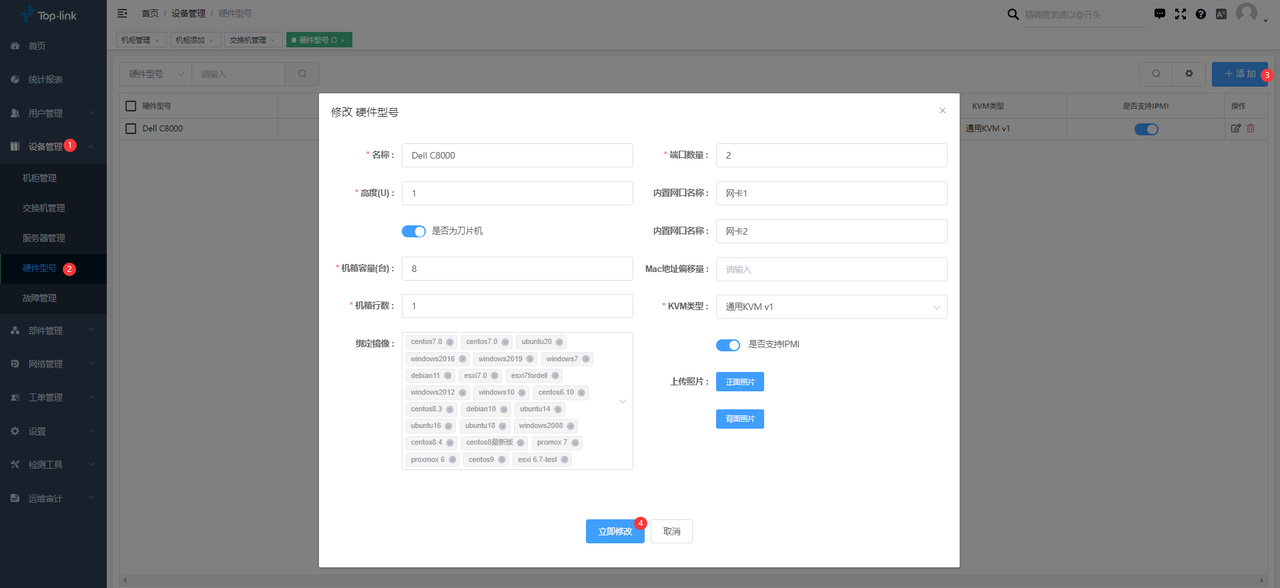 Top-link
首页 / 设备管理 / 硬件型号
精确搜索请以@开头
机柜管理 ×
机柜添加 ×
交换机管理 ×
硬件型号 ×
首页
统计报表
用户管理
设备管理 1
机柜管理
交换机管理
服务器管理
硬件型号 2
故障管理
部件管理
网络管理
工单管理
设置
检测工具
运维审计
硬件型号
请输入
+ 添加 3
硬件型号
KVM类型
是否支持IPMI
操作
Dell C8000
通用KVM v1
修改 硬件型号 ×
* 名称 : Dell C8000
* 端口数量 : 2
* 高度(U) : 1
内置网口名称 : 网卡1
是否为刀片机
内置网口名称 : 网卡2
* 机箱容量(台) : 8
Mac地址偏移量 : 请输入
* 机箱行数 : 1
* KVM类型 : 通用KVM v1
绑定镜像 :
centos7.8 centos7.0 ubuntu20
windows2016 windows2019 windows7
debian11 esxi7.0 esxi7fordell
windows2012 windows10 centos6.10
centos8.3 debian10 ubuntu14
ubuntu16 ubuntu18 windows2008
centos8.4 centos8最新版 promox 7
proxmox 6 centos9 esxi 6.7-test
是否支持IPMI
上传照片 : 正面照片
背面照片
立即修改 4
取消